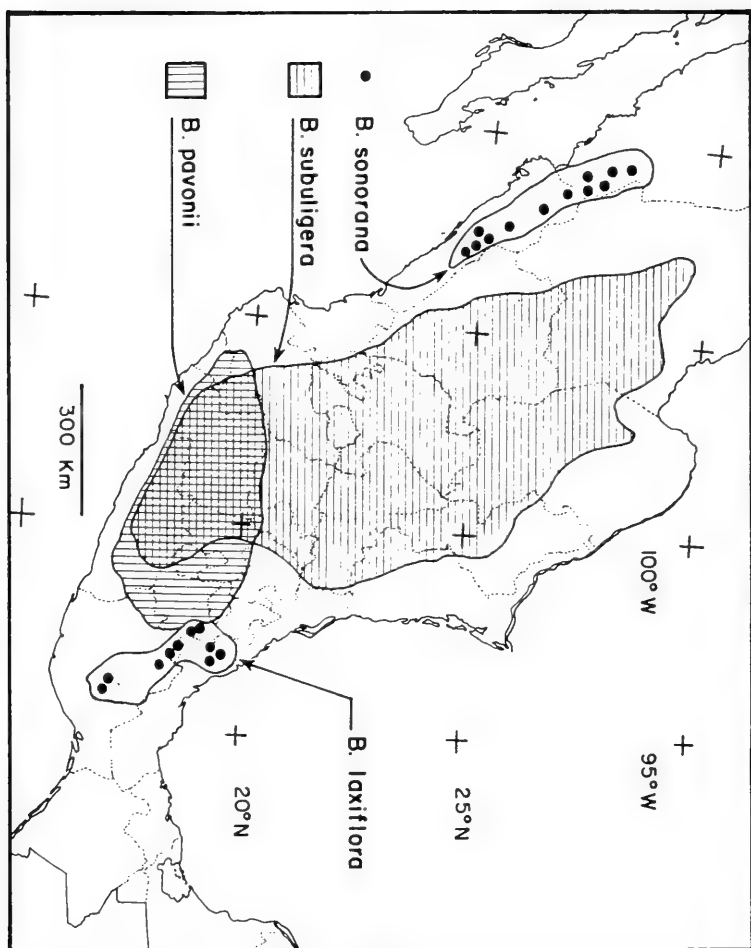 B. sonorana
B. subuligera
B. pavonii
B. laxiflora
300 Km
100°W
95°W
25°N
20°N